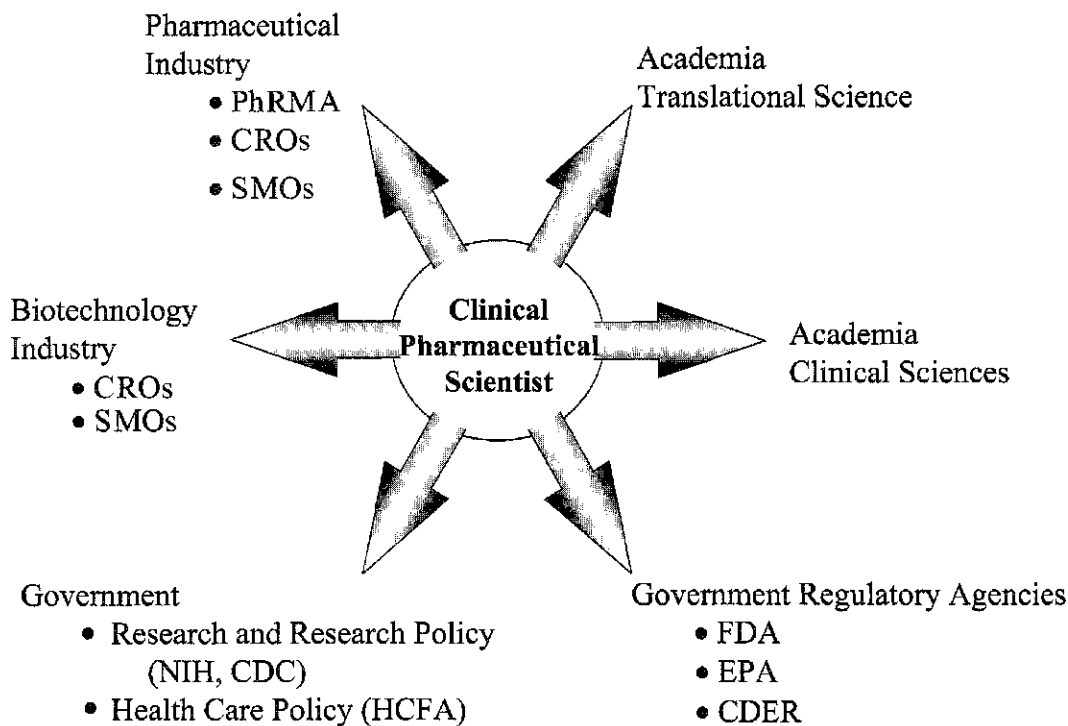 Pharmaceutical
Industry
• PhRMA
• CROs
• SMOs
Academia
Translational Science
Biotechnology
Industry
• CROs
• SMOs
Clinical
Pharmaceutical
Scientist
Academia
Clinical Sciences
Government
• Research and Research Policy
(NIH, CDC)
• Health Care Policy (HCFA)
Government Regulatory Agencies
• FDA
• EPA
• CDER